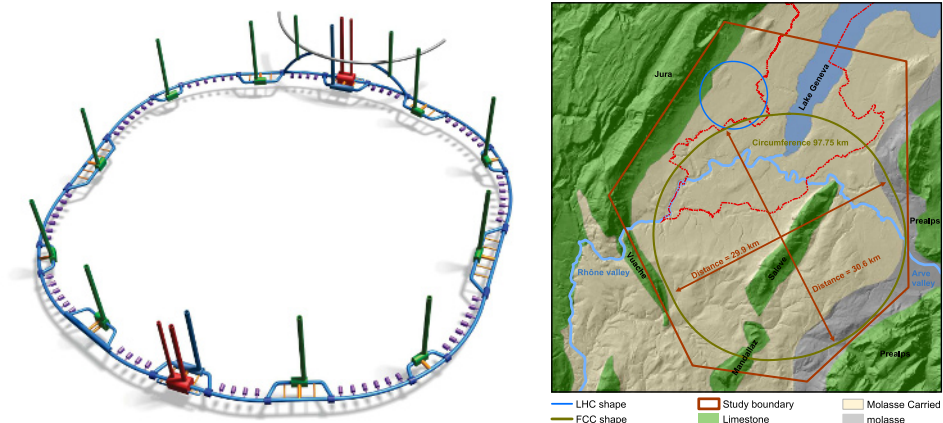 Jura
Lake Geneva
Circumference 97.75 km
Prealps
Distance = 29.9 km
Salève
Vuache
Rhône valley
Distance = 30.6 km
Arve
valley
Mandallaz
Prealps
LHC shape
Study boundary
Molasse Carried
FCC shape
Limestone
molasse